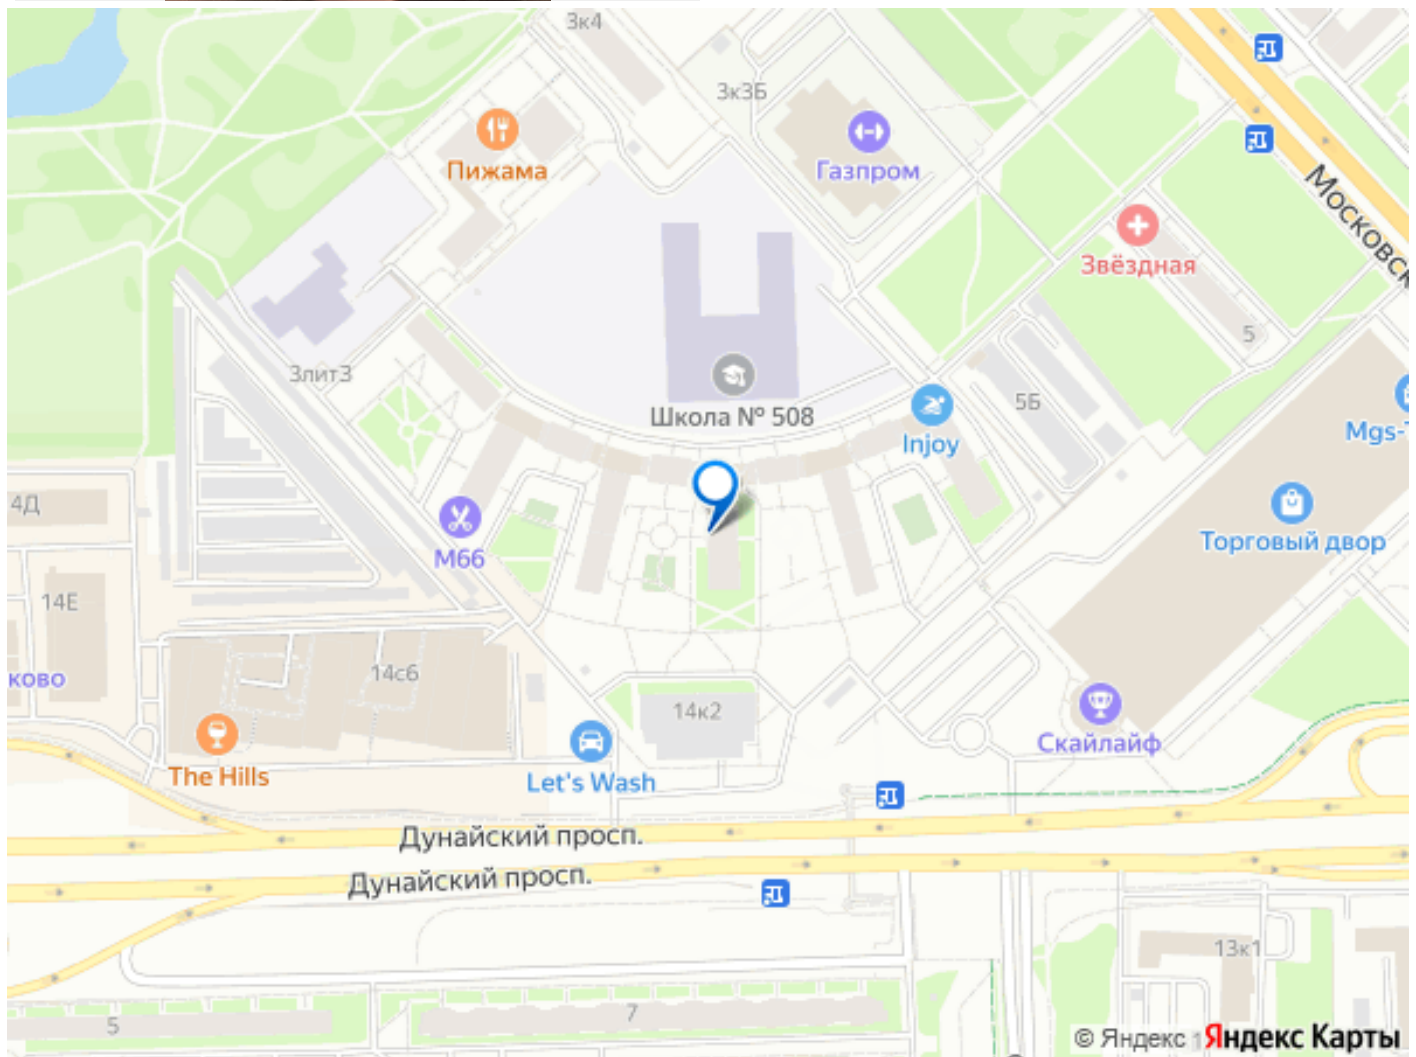 3к4
3к3Б
Пижама
Газпром
Московск
Звёздная
5
3лит3
Школа № 508
5Б
Injoy
Mgs-T
4Д
М66
Торговый двор
14Е
14с6
ково
14к2
Скайлайф
The Hills
Let's Wash
Дунайский просп.
Дунайский просп.
13к1
5
7
© Яндекс
Яндекс Карты